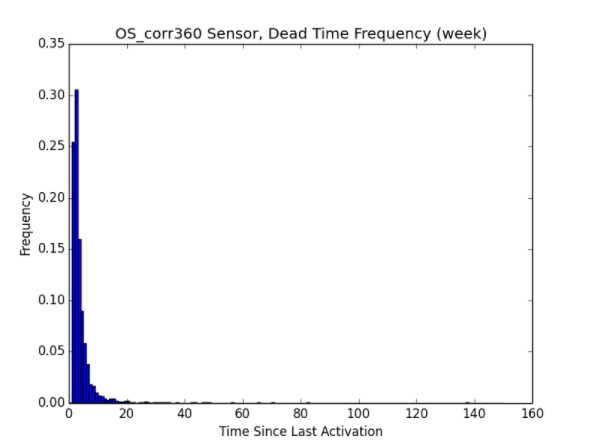 OS_corr360 Sensor, Dead Time Frequency (week)
0.35
0.30
0.25
0.20
0.15
0.10
0.05
0.00
Frequency
0 20 40 60 80 100 120 140 160
Time Since Last Activation